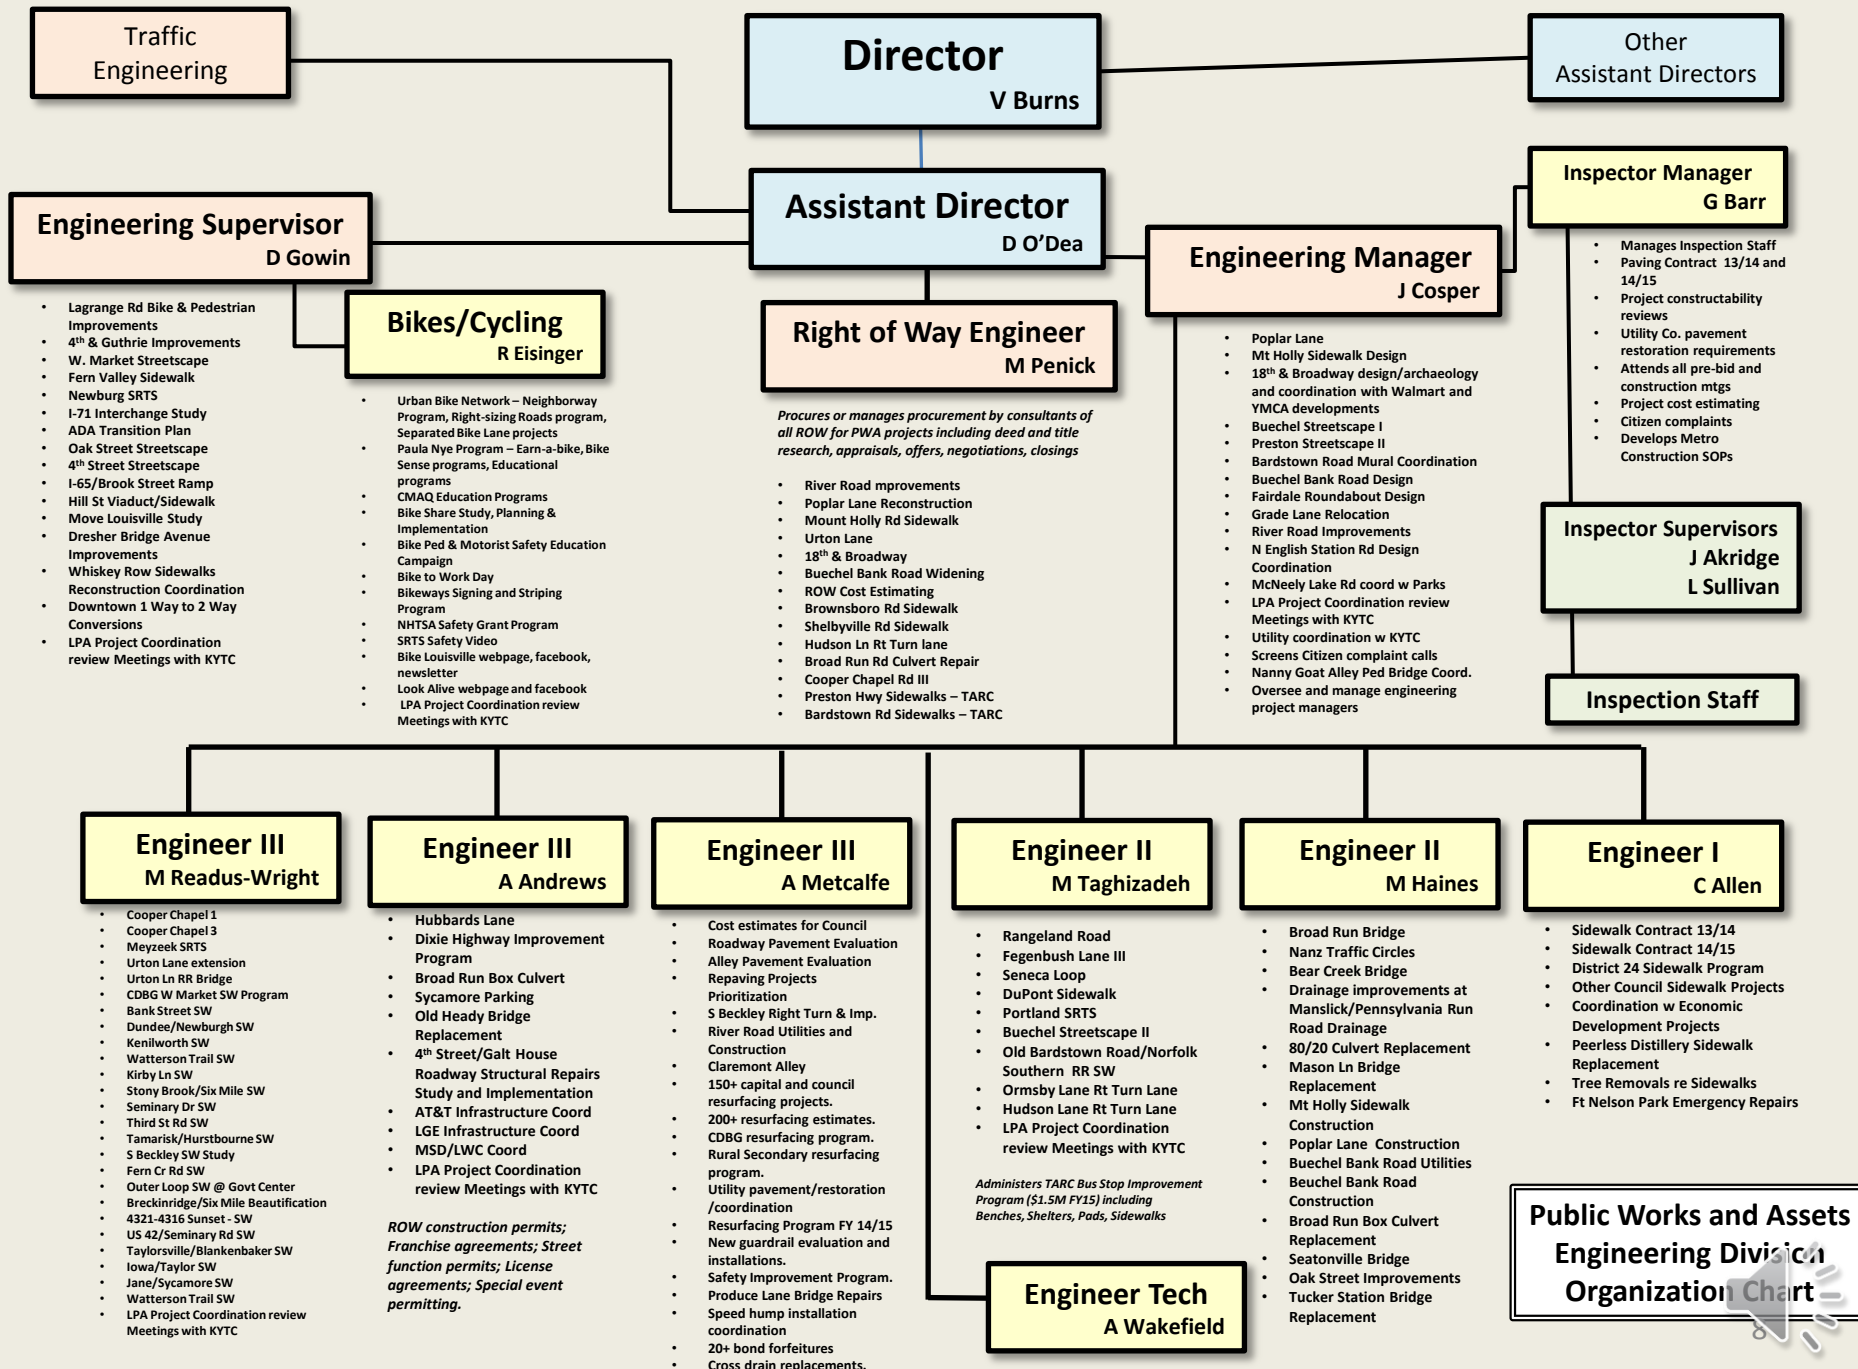 Traffic
Engineering
Director
V Burns
Other
Assistant Directors
Engineering Supervisor
D Gowin
Assistant Director
D O’Dea
Engineering Manager
J Cosper
Inspector Manager
G Barr
• Manages Inspection Staff
• Paving Contract 13/14 and
14/15
• Project constructability
reviews
• Utility Co. pavement
restoration requirements
• Attends all pre-bid and
construction mtgs
• Project cost estimating
• Citizen complaints
• Develops Metro
Construction SOPs
• Lagrange Rd Bike & Pedestrian
Improvements
• 4th & Guthrie Improvements
• W. Market Streetscape
• Fern Valley Sidewalk
• Newburg SRTS
• I-71 Interchange Study
• ADA Transition Plan
• Oak Street Streetscape
• 4th Street Streetscape
• I-65/Brook Street Ramp
• Hill St Viaduct/Sidewalk
• Move Louisville Study
• Dresher Bridge Avenue
Improvements
• Whiskey Row Sidewalks
Reconstruction Coordination
• Downtown 1 Way to 2 Way
Conversions
• LPA Project Coordination
review Meetings with KYTC
Bikes/Cycling
R Eisinger
• Urban Bike Network – Neighborway
Program, Right-sizing Roads program,
Separated Bike Lane projects
• Paula Nye Program – Earn-a-bike, Bike
Sense programs, Educational
programs
• CMAQ Education Programs
• Bike Share Study, Planning &
Implementation
• Bike Ped & Motorist Safety Education
Campaign
• Bike to Work Day
• Bikeways Signing and Striping
Program
• NHTSA Safety Grant Program
• SRTS Safety Video
• Bike Louisville webpage, facebook,
newsletter
• Look Alive webpage and facebook
• LPA Project Coordination review
Meetings with KYTC
Right of Way Engineer
M Penick
Procures or manages procurement by consultants of
all ROW for PWA projects including deed and title
research, appraisals, offers, negotiations, closings
• River Road mprovements
• Poplar Lane Reconstruction
• Mount Holly Rd Sidewalk
• Urton Lane
• 18th & Broadway
• Buechel Bank Road Widening
• ROW Cost Estimating
• Brownsboro Rd Sidewalk
• Shelbyville Rd Sidewalk
• Hudson Ln Rt Turn lane
• Broad Run Rd Culvert Repair
• Cooper Chapel Rd III
• Preston Hwy Sidewalks – TARC
• Bardstown Rd Sidewalks – TARC
• Poplar Lane
• Mt Holly Sidewalk Design
• 18th & Broadway design/archaeology
and coordination with Walmart and
YMCA developments
• Buechel Streetscape I
• Preston Streetscape II
• Bardstown Road Mural Coordination
• Buechel Bank Road Design
• Fairdale Roundabout Design
• Grade Lane Relocation
• River Road Improvements
• N English Station Rd Design
Coordination
• McNeely Lake Rd coord w Parks
• LPA Project Coordination review
Meetings with KYTC
• Utility coordination w KYTC
• Screens Citizen complaint calls
• Nanny Goat Alley Ped Bridge Coord.
• Oversee and manage engineering
project managers
Inspector Supervisors
J Akridge
L Sullivan
Inspection Staff
Engineer III
M Readus-Wright
• Cooper Chapel 1
• Cooper Chapel 3
• Meyzeek SRTS
• Urton Lane extension
• Urton Ln RR Bridge
• CDBG W Market SW Program
• Bank Street SW
• Dundee/Newburgh SW
• Kenilworth SW
• Watterson Trail SW
• Kirby Ln SW
• Stony Brook/Six Mile SW
• Seminary Dr SW
• Third St Rd SW
• Tamarisk/Hurstbourne SW
• S Beckley SW Study
• Fern Cr Rd SW
• Outer Loop SW @ Govt Center
• Breckinridge/Six Mile Beautification
• 4321-4316 Sunset - SW
• US 42/Seminary Rd SW
• Taylorsville/Blankenbaker SW
• Iowa/Taylor SW
• Jane/Sycamore SW
• Watterson Trail SW
• LPA Project Coordination review
Meetings with KYTC
Engineer III
A Andrews
• Hubbards Lane
• Dixie Highway Improvement
Program
• Broad Run Box Culvert
• Sycamore Parking
• Old Heady Bridge
Replacement
• 4th Street/Galt House
Roadway Structural Repairs
Study and Implementation
• AT&T Infrastructure Coord
• LGE Infrastructure Coord
• MSD/LWC Coord
• LPA Project Coordination
review Meetings with KYTC
ROW construction permits;
Franchise agreements; Street
function permits; License
agreements; Special event
permitting.
Engineer III
A Metcalfe
• Cost estimates for Council
• Roadway Pavement Evaluation
• Alley Pavement Evaluation
• Repaving Projects
Prioritization
• S Beckley Right Turn & Imp.
• River Road Utilities and
Construction
• Claremont Alley
• 150+ capital and council
resurfacing projects.
• 200+ resurfacing estimates.
• CDBG resurfacing program.
• Rural Secondary resurfacing
program.
• Utility pavement/restoration
/coordination
• Resurfacing Program FY 14/15
• New guardrail evaluation and
installations.
• Safety Improvement Program.
• Produce Lane Bridge Repairs
• Speed hump installation
coordination
• 20+ bond forfeitures
• Cross drain replacements.
Engineer II
M Taghizadeh
• Rangeland Road
• Fegenbush Lane III
• Seneca Loop
• DuPont Sidewalk
• Portland SRTS
• Buechel Streetscape II
• Old Bardstown Road/Norfolk
Southern RR SW
• Ormsby Lane Rt Turn Lane
• Hudson Lane Rt Turn Lane
• LPA Project Coordination
review Meetings with KYTC
Administers TARC Bus Stop Improvement
Program ($1.5M FY15) including
Benches, Shelters, Pads, Sidewalks
Engineer Tech
A Wakefield
Engineer II
M Haines
• Broad Run Bridge
• Nanz Traffic Circles
• Bear Creek Bridge
• Drainage improvements at
Manslick/Pennsylvania Run
Road Drainage
• 80/20 Culvert Replacement
• Mason Ln Bridge
Replacement
• Mt Holly Sidewalk
Construction
• Poplar Lane Construction
• Buechel Bank Road Utilities
• Beuchel Bank Road
Construction
• Broad Run Box Culvert
Replacement
• Seatonville Bridge
• Oak Street Improvements
• Tucker Station Bridge
Replacement
Engineer I
C Allen
• Sidewalk Contract 13/14
• Sidewalk Contract 14/15
• District 24 Sidewalk Program
• Other Council Sidewalk Projects
• Coordination w Economic
Development Projects
• Peerless Distillery Sidewalk
Replacement
• Tree Removals re Sidewalks
• Ft Nelson Park Emergency Repairs
Public Works and Assets
Engineering Division
Organization Chart
8